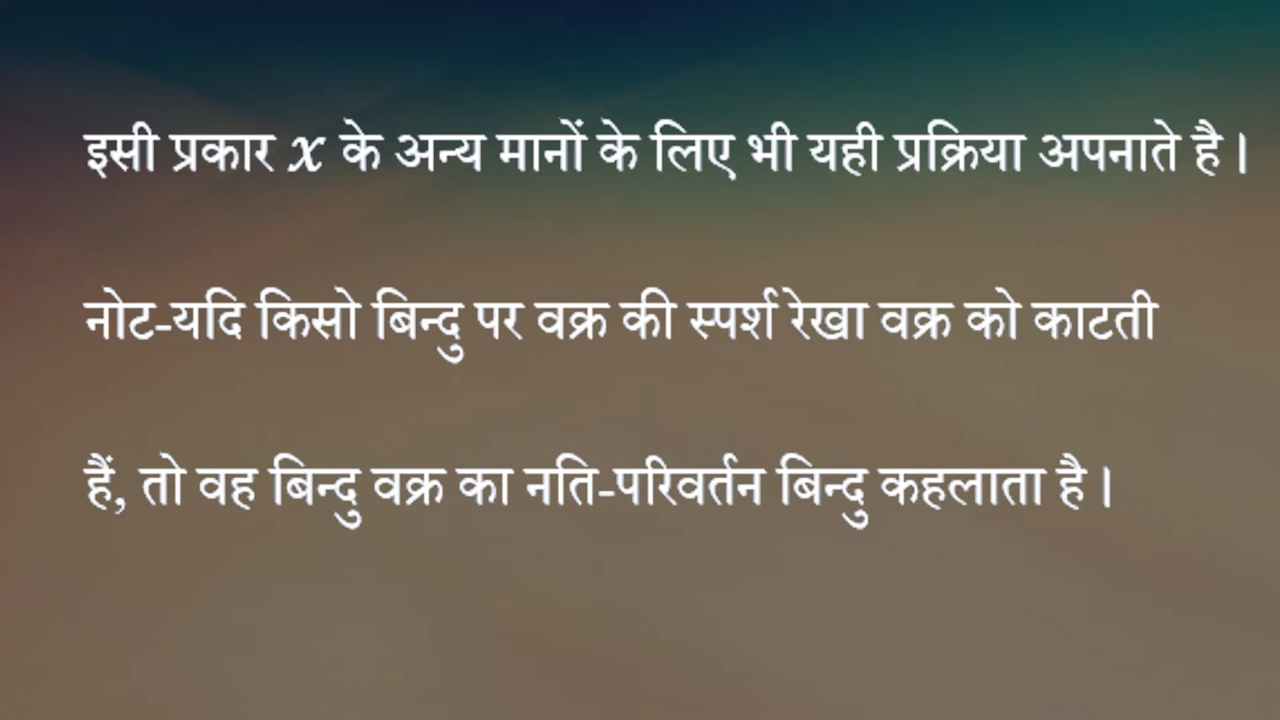 इसी प्रकार 𝑥 के अन्य मानों के लिए भी यही प्रक्रिया अपनाते है।
नोट-यदि किसो बिन्दु पर वक्र की स्पर्श रेखा वक्र को काटती
हैं, तो वह बिन्दु वक्र का नति-परिवर्तन बिन्दु कहलाता है।